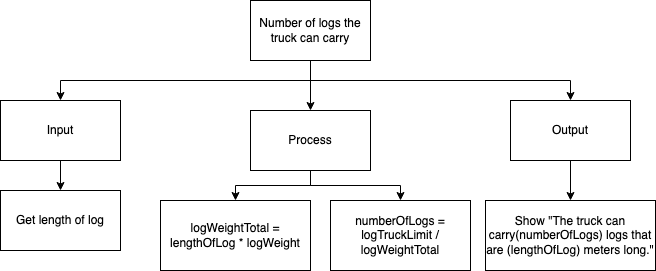 Number of logs the
truck can carry
Input
Process
Output
Get length of log
logWeightTotal =
lengthOfLog * logWeight
numberOfLogs =
logTruckLimit /
logWeightTotal
Show "The truck can
carry(numberOfLogs) logs that
are (lengthOfLog) meters long."